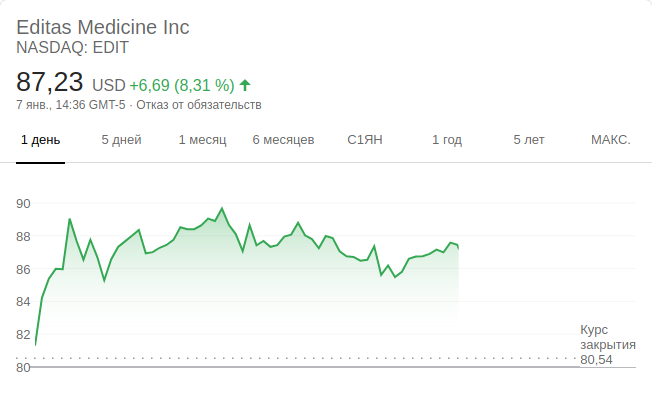 Editas Medicine Inc
NASDAQ: EDIT
87,23 USD +6,69 (8,31 %) ↑
7 янв., 14:36 GMT-5 · Отказ от обязательств
1 день 5 дней 1 месяц 6 месяцев С1ЯН 1 год 5 лет МАКС.
90
88
86
84
82
80
Курс
закрытия
80,54